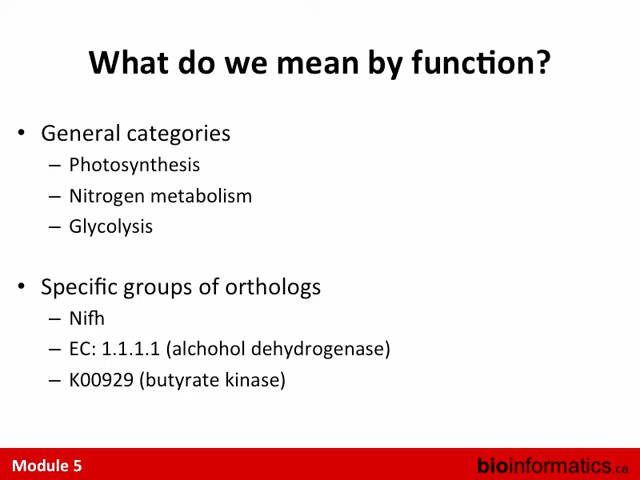 What do we mean by function?
• General categories
– Photosynthesis
– Nitrogen metabolism
– Glycolysis
• Specific groups of orthologs
– Nifh
– EC: 1.1.1.1 (alchohol dehydrogenase)
– K00929 (butyrate kinase)
Module 5
bioinformatics.ca